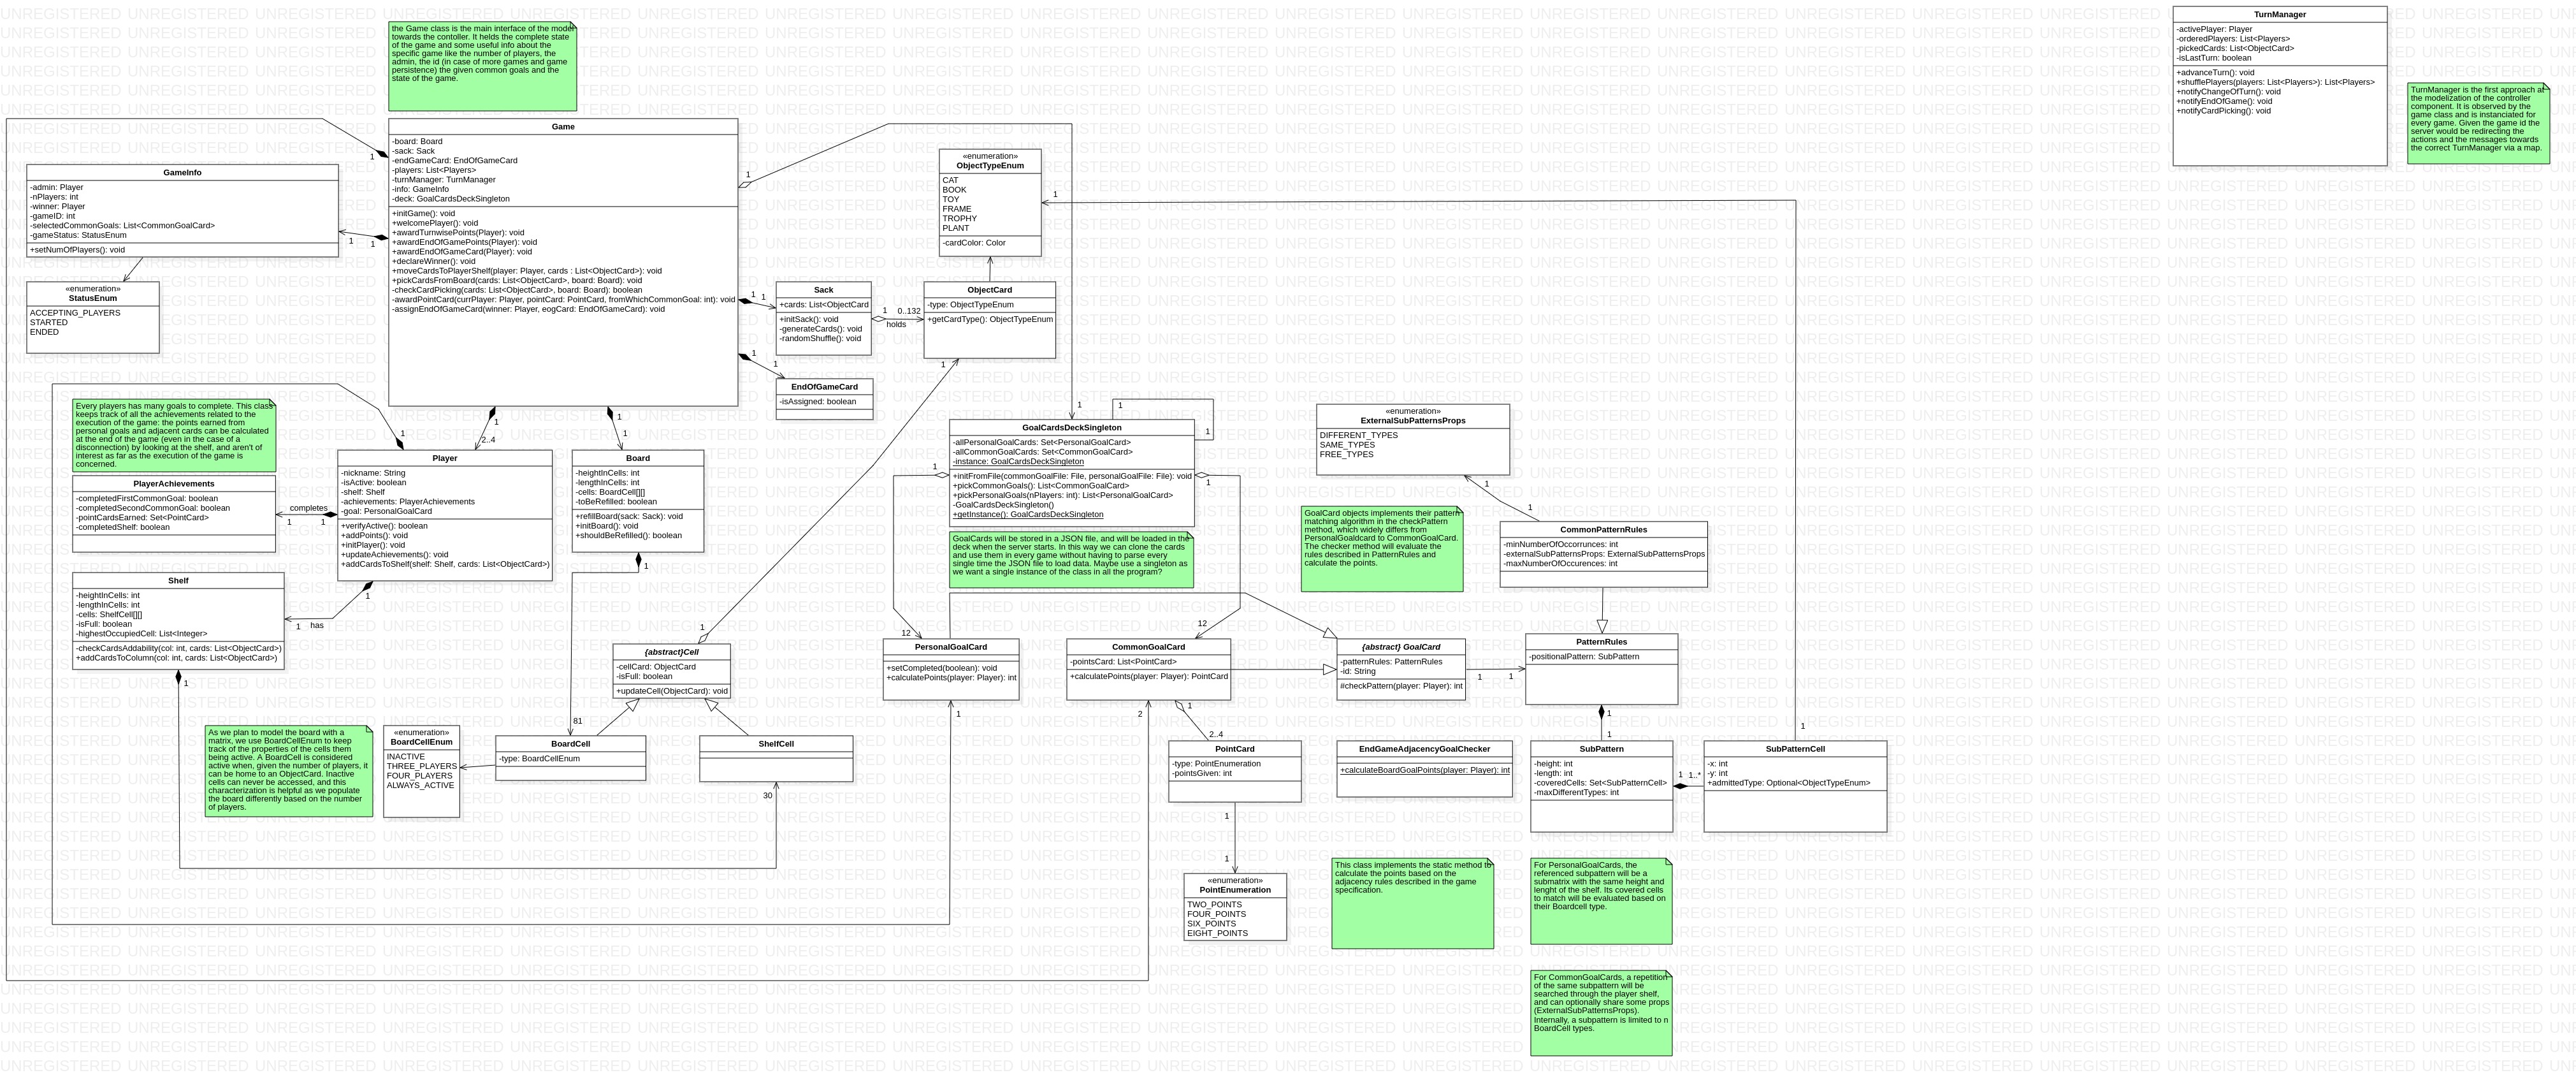 the Game class is the main interface of the model
towards the contoller. It helds the complete state
of the game and some useful info about the
specific game like the number of players, the
admin, the id (in case of more games and game
persistence) the given common goals and the
state of the game.
TurnManager
-activePlayer: Player
-orderedPlayers: List<Players>
-pickedCards: List<ObjectCard>
-isLastTurn: boolean
+advanceTurn(): void
+shufflePlayers(players: List<Players>): List<Players>
+notifyChangeOfTurn(): void
+notifyEndOfGame(): void
+notifyCardPicking(): void
TurnManager is the first approach at
the modelization of the controller
component. It is observed by the
game class and is instanciated for
every game. Given the game id the
server would be redirecting the
actions and the messages towards
the correct TurnManager via a map.
Game
-board: Board
-sack: Sack
-endGameCard: EndOfGameCard
-players: List<Players>
-turnManager: TurnManager
-info: GameInfo
-deck: GoalCardsDeckSingleton
+initGame(): void
+welcomePlayer(): void
+awardTurnwisePoints(Player): void
+awardEndOfGamePoints(Player): void
+awardEndOfGameCard(Player): void
+declareWinner(): void
+moveCardsToPlayerShelf(player: Player, cards : List<ObjectCard>): void
+pickCardsFromBoard(cards: List<ObjectCard>, board: Board): void
-checkCardPicking(cards: List<ObjectCard>, board: Board): boolean
-awardPointCard(currPlayer: Player, pointCard: PointCard, fromWhichCommonGoal: int): void
-assignEndOfGameCard(winner: Player, eogCard: EndOfGameCard): void
GameInfo
-admin: Player
-nPlayers: int
-winner: Player
-gameID: int
-selectedCommonGoals: List<CommonGoalCard>
-gameStatus: StatusEnum
+setNumOfPlayers(): void
«enumeration»
StatusEnum
ACCEPTING_PLAYERS
STARTED
ENDED
«enumeration»
ObjectTypeEnum
CAT
BOOK
TOY
FRAME
TROPHY
PLANT
-cardColor: Color
Sack
+cards: List<ObjectCard
+initSack(): void
-generateCards(): void
-randomShuffle(): void
1
0..132
holds
ObjectCard
-type: ObjectTypeEnum
+getCardType(): ObjectTypeEnum
EndOfGameCard
-isAssigned: boolean
Every players has many goals to complete. This class
keeps track of all the achievements related to the
execution of the game: the points earned from
personal goals and adjacent cards can be calculated
at the end of the game (even in the case of a
disconnection) by looking at the shelf, and aren't of
interest as far as the execution of the game is
concerned.
PlayerAchievements
-completedFirstCommonGoal: boolean
-completedSecondCommonGoal: boolean
-pointCardsEarned: Set<PointCard>
-completedShelf: boolean
completes
1
1
2..4
Player
-nickname: String
-isActive: boolean
-shelf: Shelf
-achievements: PlayerAchievements
-goal: PersonalGoalCard
+verifyActive(): boolean
+addPoints(): void
+initPlayer(): void
+updateAchievements(): void
+addCardsToShelf(shelf: Shelf, cards: List<ObjectCard>)
Board
-heightInCells: int
-lengthInCells: int
-cells: BoardCell[][]
-toBeRefilled: boolean
+refillBoard(sack: Sack): void
+initBoard(): void
+shouldBeRefilled(): boolean
GoalCardsDeckSingleton
-allPersonalGoalCards: Set<PersonalGoalCard>
-allCommonGoalCards: Set<CommonGoalCard>
-instance: GoalCardsDeckSingleton
+initFromFile(commonGoalFile: File, personalGoalFile: File): void
+pickCommonGoals(): List<CommonGoalCard>
+pickPersonalGoals(nPlayers: int): List<PersonalGoalCard>
-GoalCardsDeckSingleton()
+getInstance(): GoalCardsDeckSingleton
GoalCards will be stored in a JSON file, and will be loaded in the
deck when the server starts. In this way we can clone the cards
and use them in every game without having to parse every
single time the JSON file to load data. Maybe use a singleton as
we want a single instance of the class in all the program?
«enumeration»
ExternalSubPatternsProps
DIFFERENT_TYPES
SAME_TYPES
FREE_TYPES
GoalCard objects implements their pattern
matching algorithm in the checkPattern
method, which widely differs from
PersonalGoaldcard to CommonGoalCard.
The checker method will evaluate the
rules described in PatternRules and
calculate the points.
CommonPatternRules
-minNumberOfOccorrunces: int
-externalSubPatternsProps: ExternalSubPatternsProps
-maxNumberOfOccurences: int
Shelf
-heightInCells: int
-lengthInCells: int
-cells: ShelfCell[][]
-isFull: boolean
-highestOccupiedCell: List<Integer>
-checkCardsAddability(col: int, cards: List<ObjectCard>)
+addCardsToColumn(col: int, cards: List<ObjectCard>)
1
has
{abstract}Cell
-cellCard: ObjectCard
-isFull: boolean
+updateCell(ObjectCard): void
12
PersonalGoalCard
+setCompleted(boolean): void
+calculatePoints(player: Player): int
12
CommonGoalCard
-pointsCard: List<PointCard>
+calculatePoints(player: Player): PointCard
{abstract} GoalCard
-patternRules: PatternRules
-id: String
#checkPattern(player: Player): int
1
1
PatternRules
-positionalPattern: SubPattern
As we plan to model the board with a
matrix, we use BoardCellEnum to keep
track of the properties of the cells them
being active. A BoardCell is considered
active when, given the number of players, it
can be home to an ObjectCard. Inactive
cells can never be accessed, and this
characterization is helpful as we populate
the board differently based on the number
of players.
«enumeration»
BoardCellEnum
INACTIVE
THREE_PLAYERS
FOUR_PLAYERS
ALWAYS_ACTIVE
81
BoardCell
-type: BoardCellEnum
ShelfCell
30
1
2
1
2..4
PointCard
-type: PointEnumeration
-pointsGiven: int
1
1
«enumeration»
PointEnumeration
TWO_POINTS
FOUR_POINTS
SIX_POINTS
EIGHT_POINTS
EndGameAdjacencyGoalChecker
+calculateBoardGoalPoints(player: Player): int
1
1
SubPattern
-height: int
-length: int
-coveredCells: Set<SubPatternCell>
-maxDifferentTypes: int
1
1..*
1
SubPatternCell
-x: int
-y: int
+admittedType: Optional<ObjectTypeEnum>
This class implements the static method to
calculate the points based on the
adjacency rules described in the game
specification.
For PersonalGoalCards, the
referenced subpattern will be a
submatrix with the same height and
lenght of the shelf. Its covered cells
to match will be evaluated based on
their Boardcell type.
For CommonGoalCards, a repetition
of the same subpattern will be
searched through the player shelf,
and can optionally share some props
(ExternalSubPatternsProps).
Internally, a subpattern is limited to n
BoardCell types.